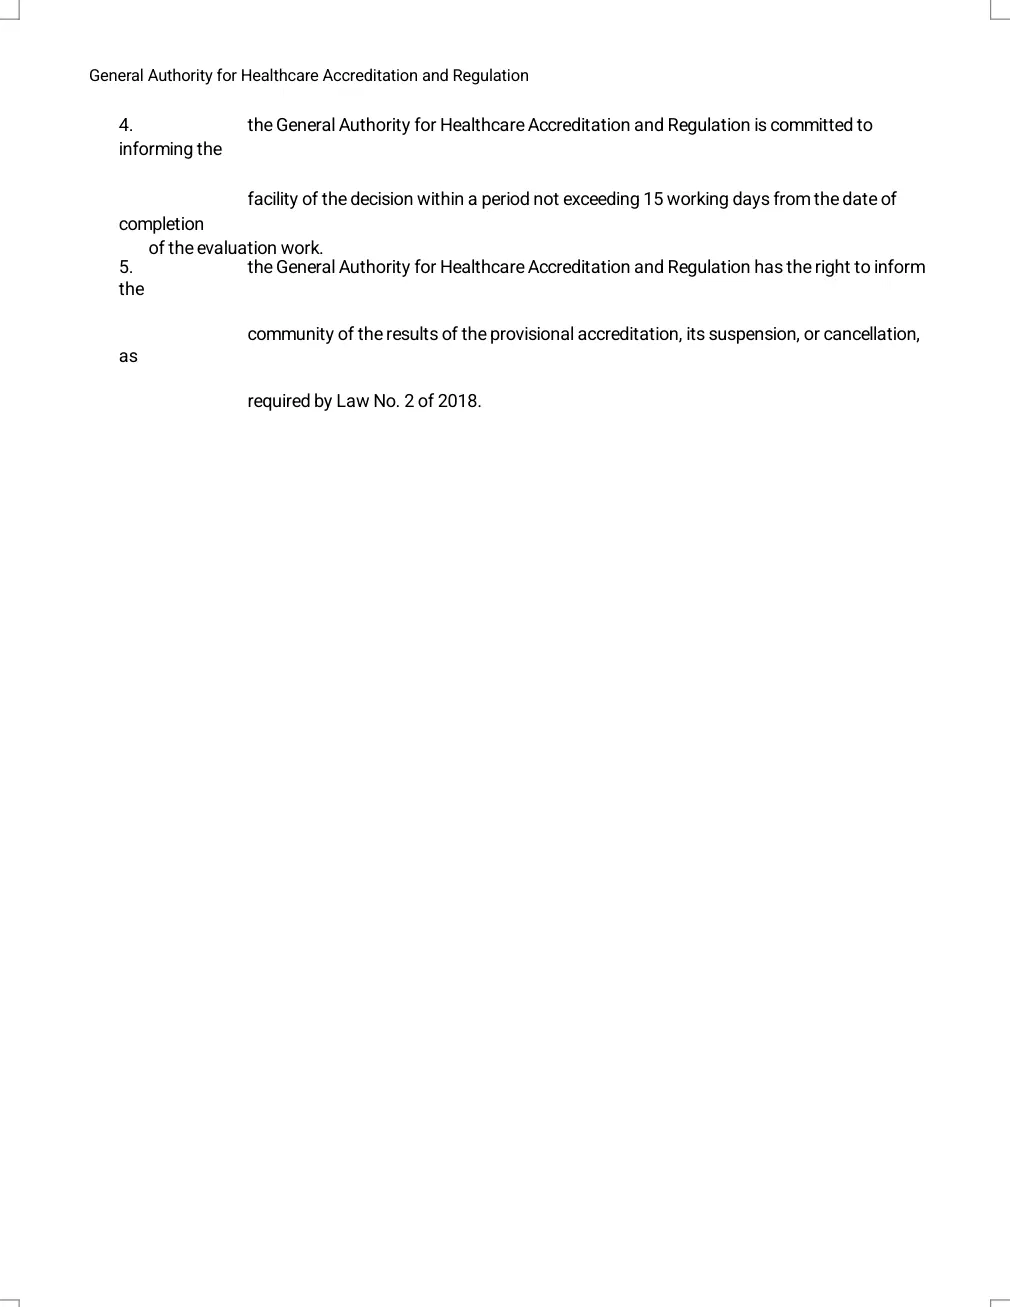 General Authority for Healthcare Accreditation and Regulation
4. the General Authority for Healthcare Accreditation and Regulation is committed to
informing the
facility of the decision within a period not exceeding 15 working days from the date of
completion
of the evaluation work.
5. the General Authority for Healthcare Accreditation and Regulation has the right to inform
the
community of the results of the provisional accreditation, its suspension, or cancellation,
as
required by Law No. 2 of 2018.